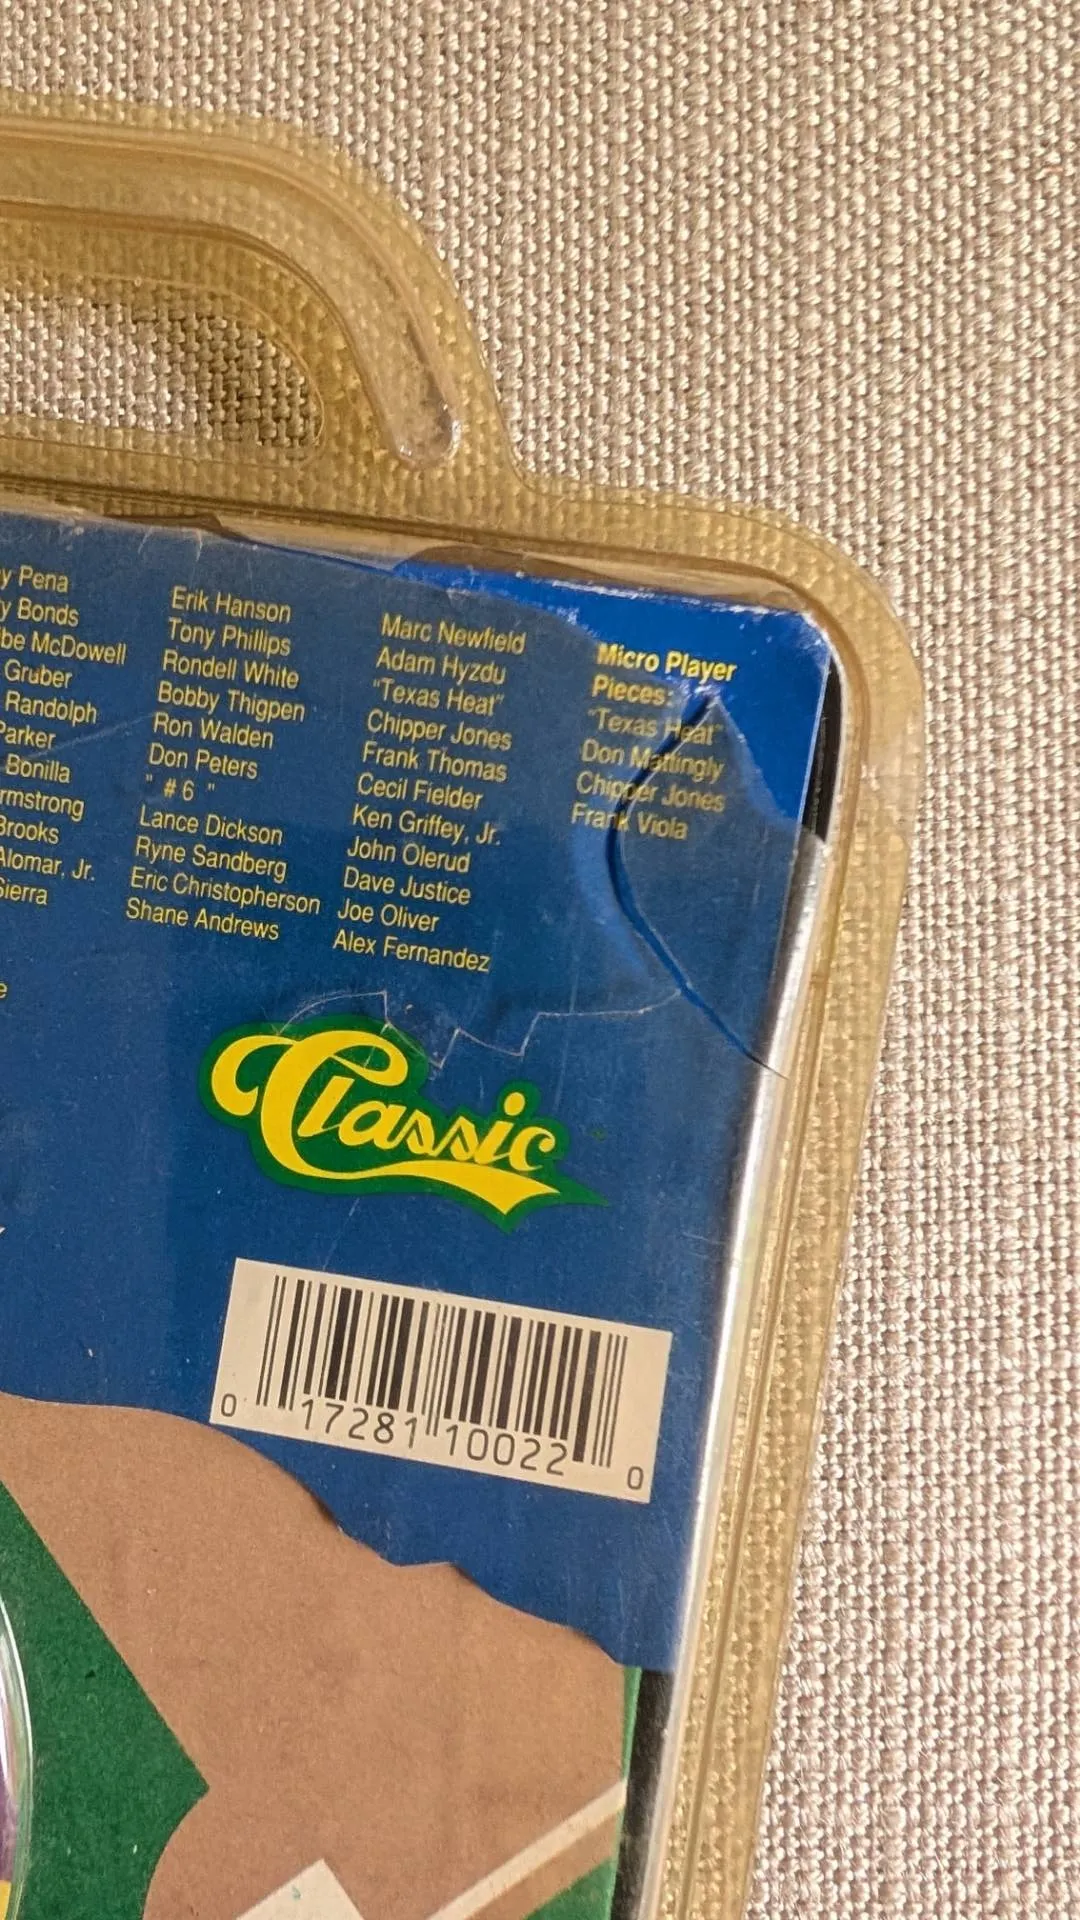 Pena
Bonds
McDowell
Gruber
Randolph
Parker
Bonilla
Brooks
Alomar, Jr.
Sierra
Erik Hanson
Tony Phillips
Rondell White
Bobby Thigpen
Ron Walden
Don Peters
" # 6 "
Lance Dickson
Ryne Sandberg
Eric Christopherson
Shane Andrews
Marc Newfield
Adam Hyzdu
"Texas Heat"
Chipper Jones
Frank Thomas
Cecil Fielder
Ken Griffey, Jr.
John Olerud
Dave Justice
Joe Oliver
Alex Fernandez
Micro Player
Pieces:
"Texas Heat"
Don Mattingly
Chipper Jones
Frank Viola
Classic
0 17281 10022 0